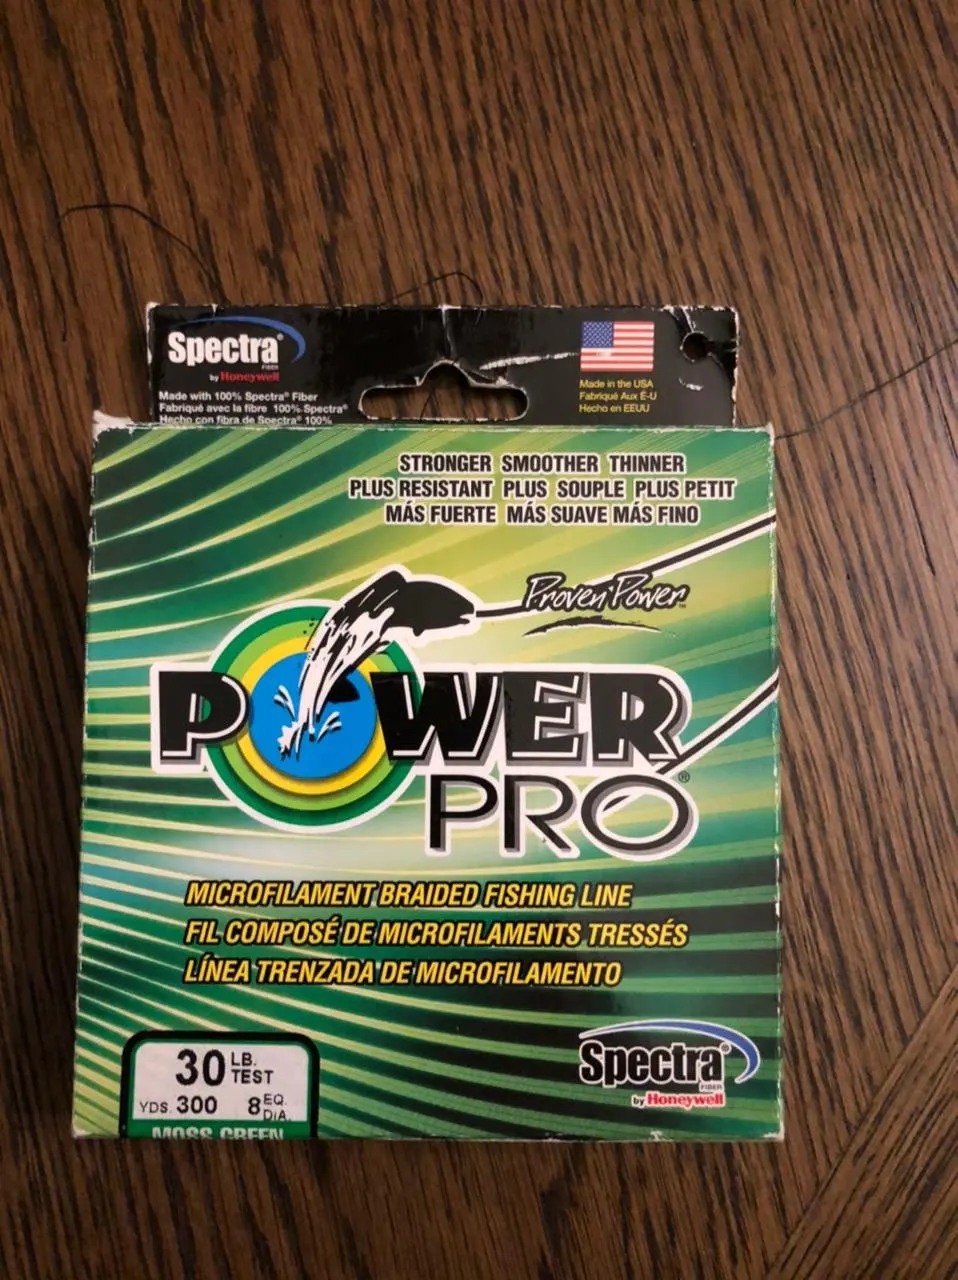 Spectra®
FIBER
by Honeywell
Made with 100% Spectra® Fiber
Fabriqué avec la fibre 100% Spectra®
Hecho con fibra de Spectra® 100%
Made in the USA
Fabriqué Aux É-U
Hecho en EEUU
STRONGER SMOOTHER THINNER
PLUS RESISTANT PLUS SOUPLE PLUS PETIT
MÁS FUERTE MÁS SUAVE MÁS FINO
Proven Power™
POWER
PRO®
MICROFILAMENT BRAIDED FISHING LINE
FIL COMPOSÉ DE MICROFILAMENTS TRESSÉS
LÍNEA TRENZADA DE MICROFILAMENTO
30 LB. TEST
YDS. 300 8 EQ. DIA.
MOSS GREEN
Spectra®
FIBER
by Honeywell